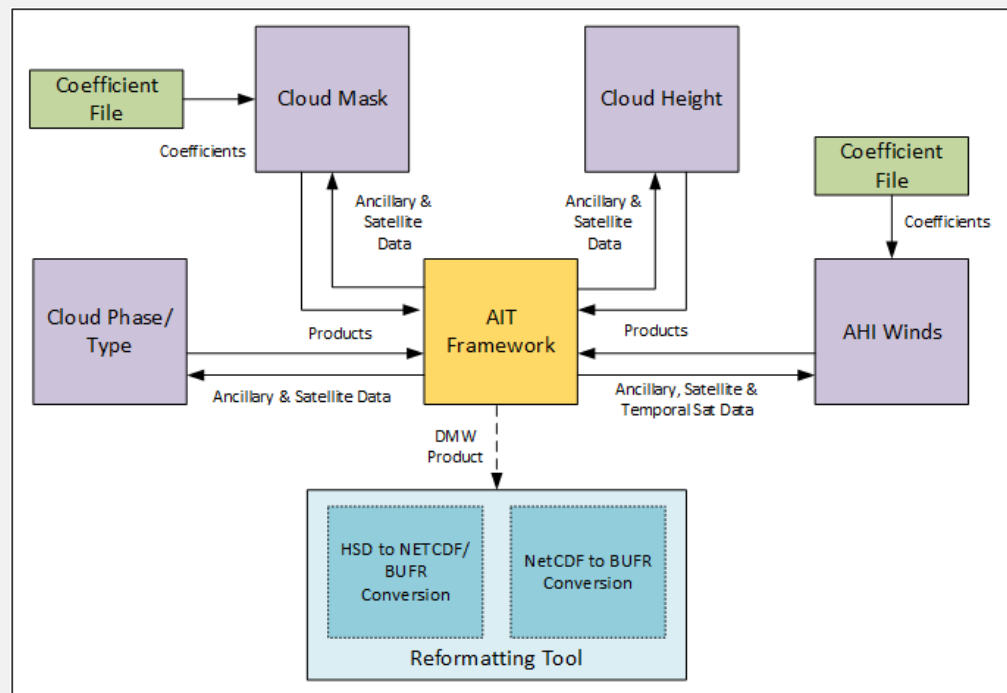 Coefficient
File
Coefficients
Cloud Mask
Cloud Height
Coefficient
File
Coefficients
Ancillary &
Satellite
Data
Ancillary &
Satellite
Data
Cloud Phase/
Type
Products
Ancillary & Satellite Data
AIT
Framework
Products
Ancillary, Satellite &
Temporal Sat Data
AHI Winds
DMW
Product
HSD to NETCDF/
BUFR
Conversion
NetCDF to BUFR
Conversion
Reformatting Tool